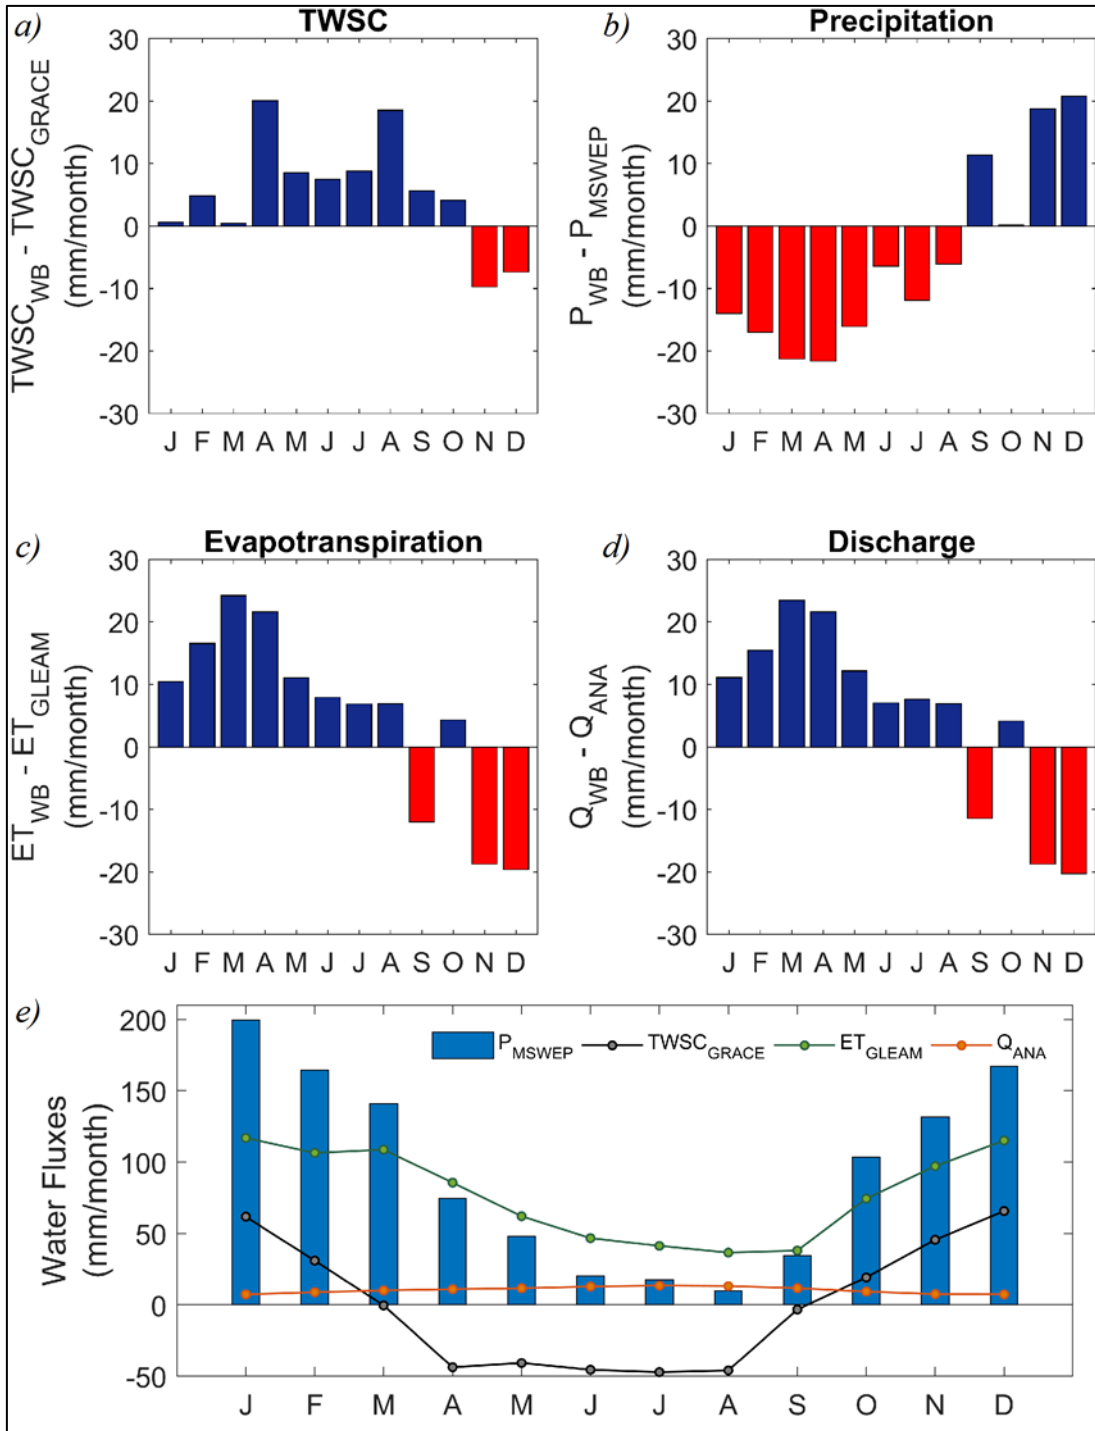 a)
TWSC
TWSC_WB - TWSC_GRACE
(mm/month)
30
20
10
0
-10
-20
-30
J F M A M J J A S O N D
b)
Precipitation
P_WB - P_MSWEP
(mm/month)
30
20
10
0
-10
-20
-30
J F M A M J J A S O N D
c)
Evapotranspiration
ET_WB - ET_GLEAM
(mm/month)
30
20
10
0
-10
-20
-30
J F M A M J J A S O N D
d)
Discharge
Q_WB - Q_ANA
(mm/month)
30
20
10
0
-10
-20
-30
J F M A M J J A S O N D
e)
Water Fluxes
(mm/month)
200
150
100
50
0
-50
P_MSWEP TWSC_GRACE ET_GLEAM Q_ANA
J F M A M J J A S O N D